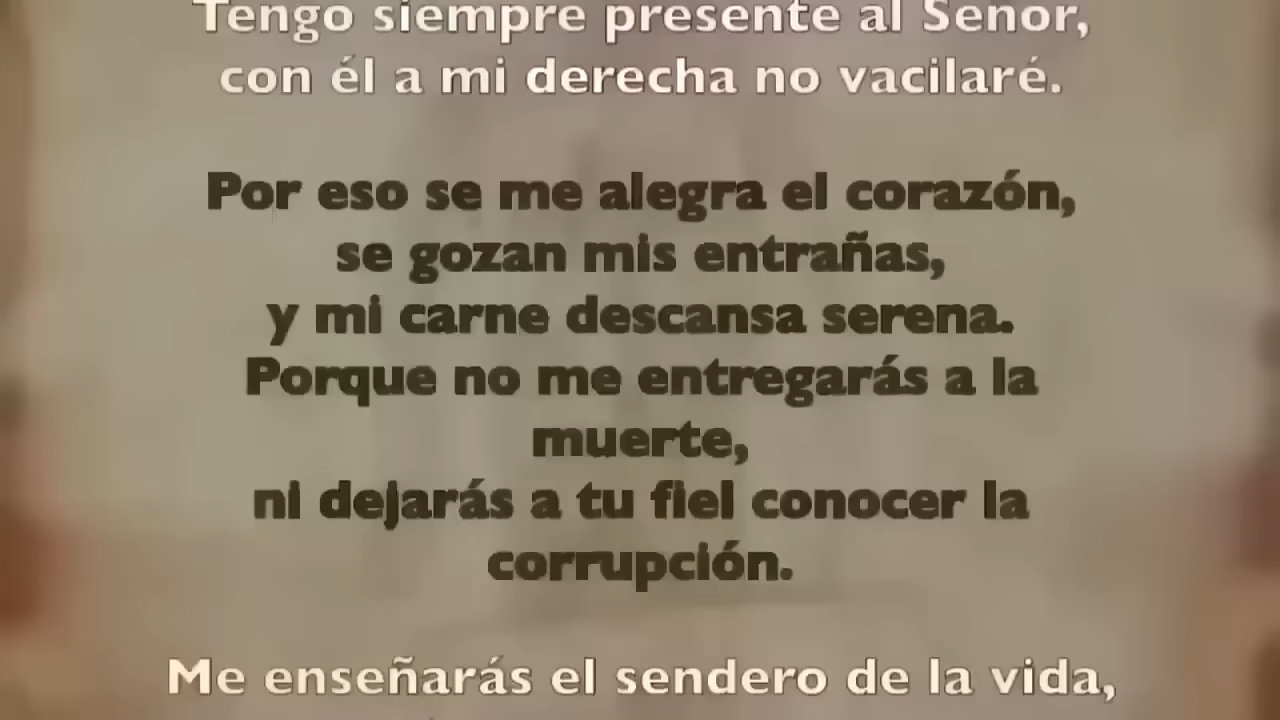 Tengo siempre presente al Señor,
con él a mi derecha no vacilaré.
Por eso se me alegra el corazón,
se gozan mis entrañas,
y mi carne descansa serena.
Porque no me entregarás a la
muerte,
ni dejarás a tu fiel conocer la
corrupción.
Me enseñarás el sendero de la vida,